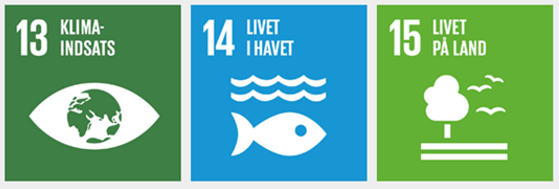 13 KLIMA-
INDSATS
14 LIVET
I HAVET
15 LIVET
PÅ LAND